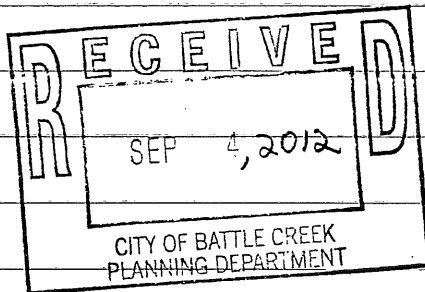 RECEIVED
SEP 4, 2012
CITY OF BATTLE CREEK
PLANNING DEPARTMENT